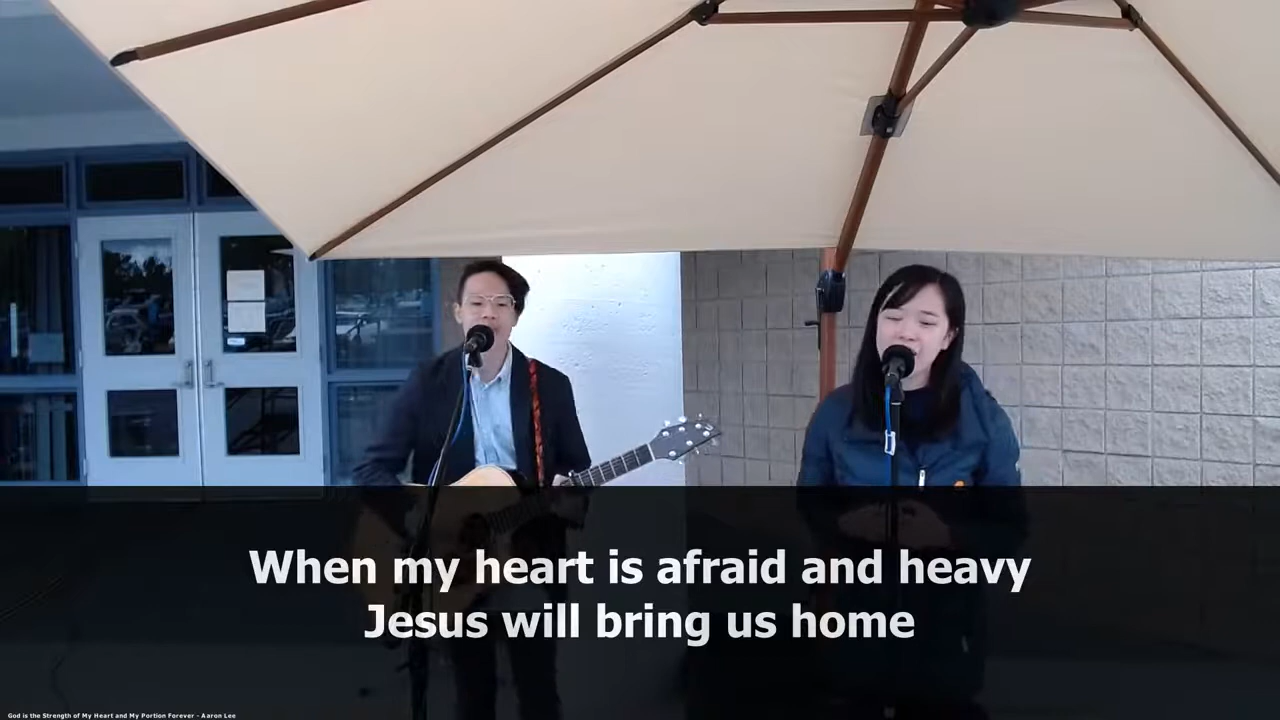 When my heart is afraid and heavy
Jesus will bring us home
God is the Strength of My Heart and My Portion Forever - Aaron Lee